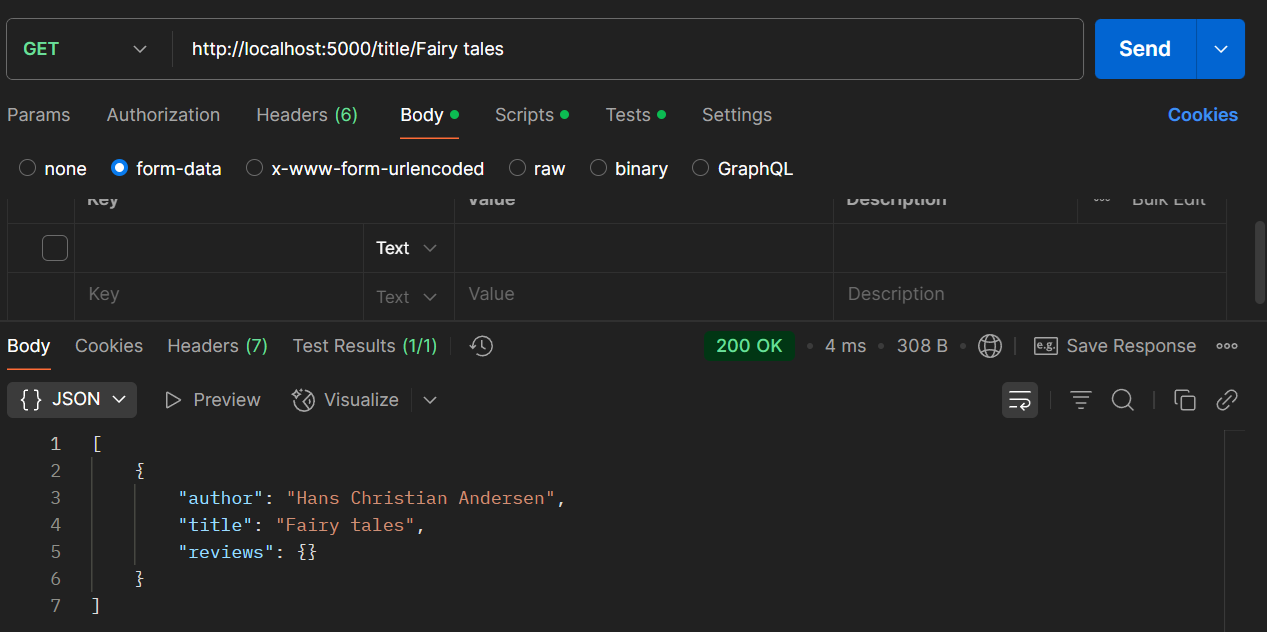 GET http://localhost:5000/title/Fairy tales Send
Params Authorization Headers (6) Body Scripts Tests Settings Cookies
none form-data x-www-form-urlencoded raw binary GraphQL
Key Value Description ooo Bulk Edit
Text
Key Text Value Description
Body Cookies Headers (7) Test Results (1/1) 200 OK 4 ms 308 B e.g. Save Response ooo
{} JSON Preview Visualize
1 [
2 {
3 "author": "Hans Christian Andersen",
4 "title": "Fairy tales",
5 "reviews": {}
6 }
7 ]